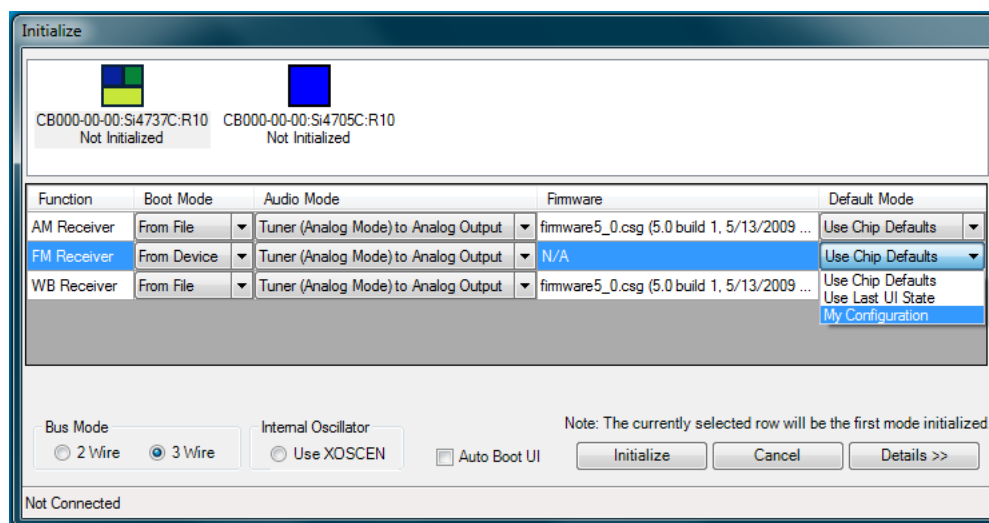 Initialize
CB000-00-00:Si4737C:R10 CB000-00-00:Si4705C:R10
Not Initialized Not Initialized
Function Boot Mode Audio Mode Firmware Default Mode
AM Receiver From File Tuner (Analog Mode) to Analog Output firmware5_0.csg (5.0 build 1, 5/13/2009 ... Use Chip Defaults
FM Receiver From Device Tuner (Analog Mode) to Analog Output N/A Use Chip Defaults
WB Receiver From File Tuner (Analog Mode) to Analog Output firmware5_0.csg (5.0 build 1, 5/13/2009 ... Use Chip Defaults
Use Last UI State
My Configuration
Note: The currently selected row will be the first mode initialized
Bus Mode Internal Oscillator
2 Wire 3 Wire Use XOSCEN Auto Boot UI Initialize Cancel Details >>
Not Connected